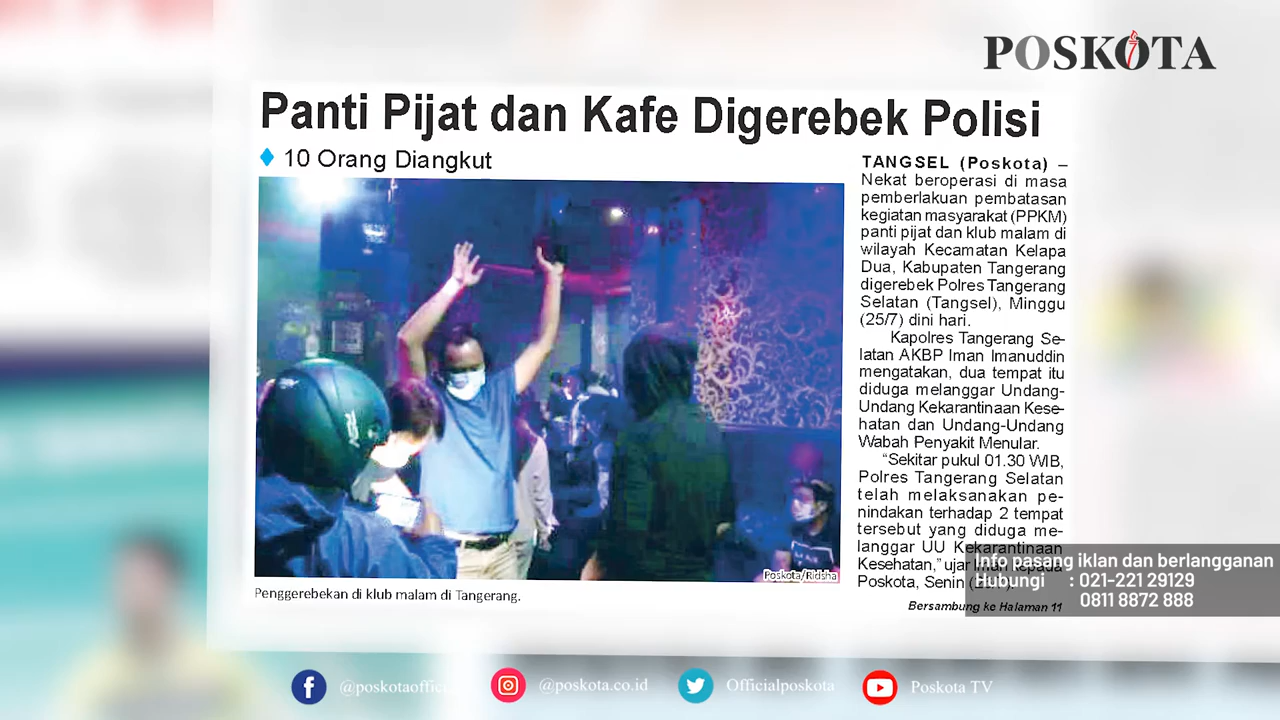 POSKOTA
Panti Pijat dan Kafe Digerebek Polisi
10 Orang Diangkut
TANGSEL (Poskota) –
Nekat beroperasi di masa
pemberlakuan pembatasan
kegiatan masyarakat (PPKM)
panti pijat dan klub malam di
wilayah Kecamatan Kelapa
Dua, Kabupaten Tangerang
digerebek Polres Tangerang
Selatan (Tangsel), Minggu
(25/7) dini hari.
Kapolres Tangerang Se-
latan AKBP Iman Imanuddin
mengatakan, dua tempat itu
diduga melanggar Undang-
Undang Kekarantinaan Kese-
hatan dan Undang-Undang
Wabah Penyakit Menular.
“Sekitar pukul 01.30 WIB,
Polres Tangerang Selatan
telah melaksanakan pe-
nindakan terhadap 2 tempat
tersebut yang diduga me-
langgar UU Kekarantinaan
Kesehatan,” ujar Iman kepada
Poskota, Senin
Bersambung ke Halaman 11
Poskota/Ridsha
Penggerebekan di klub malam di Tangerang.
Info pasang iklan dan berlangganan
Hubungi : 021-221 29129
0811 8872 888
@poskotaoffic
@poskota.co.id
Officialposkota
Poskota TV